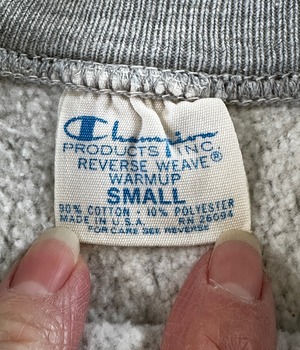 Champion
PRODUCTS INC.
REVERSE WEAVE®
WARMUP
SMALL
90% COTTON · 10% POLYESTER
MADE IN U.S.A. RN 26094
FOR CARE SEE REVERSE